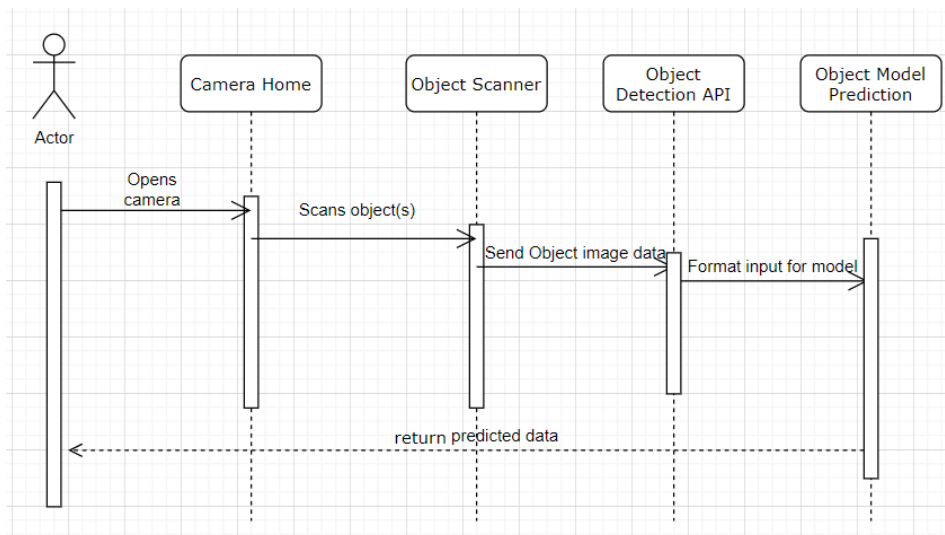 Camera Home
Object Scanner
Object
Detection API
Object Model
Prediction
Actor
Opens
camera
Scans object(s)
Send Object image data
Format input for model
return predicted data